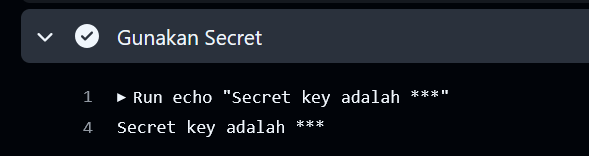 Gunakan Secret
1 ▶ Run echo "Secret key adalah ***"
4 Secret key adalah ***